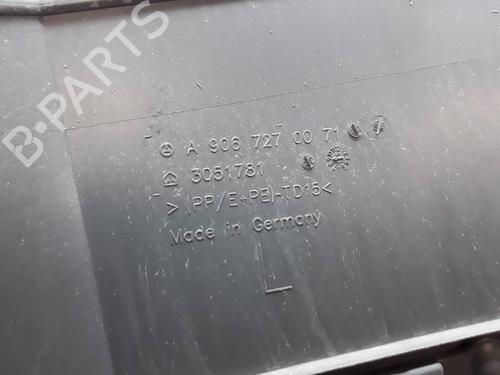 B-PARTS
A 906 727 00 71
3051781
>(PP/E+PE)-TD15<
Made in Germany
L